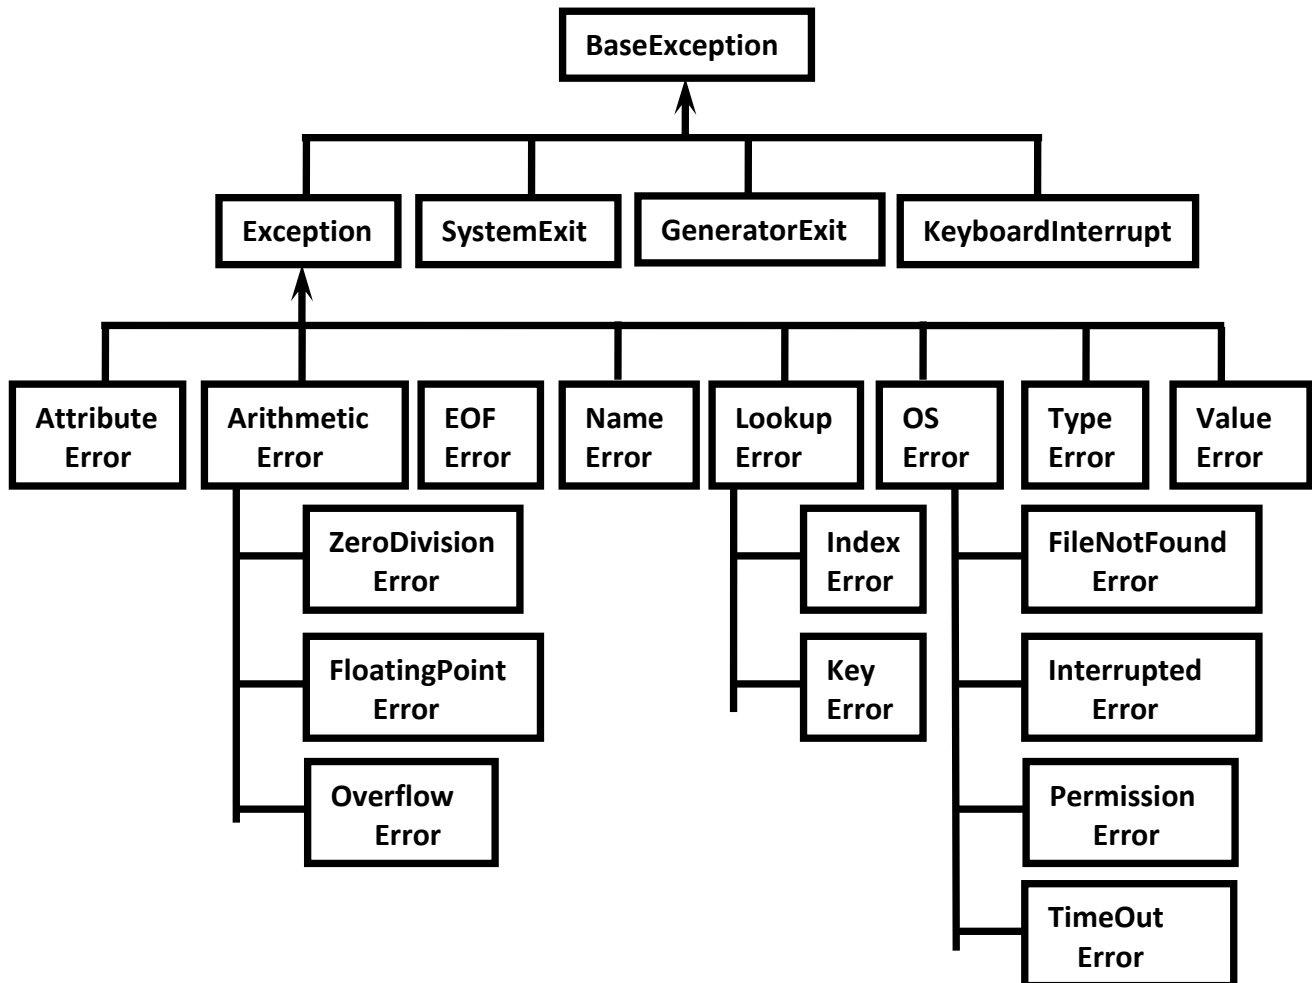 BaseException
Exception
SystemExit
GeneratorExit
KeyboardInterrupt
Attribute
Error
Arithmetic
Error
EOF
Error
Name
Error
Lookup
Error
OS
Error
Type
Error
Value
Error
ZeroDivision
Error
FloatingPoint
Error
Overflow
Error
Index
Error
Key
Error
FileNotFound
Error
Interrupted
Error
Permission
Error
TimeOut
Error